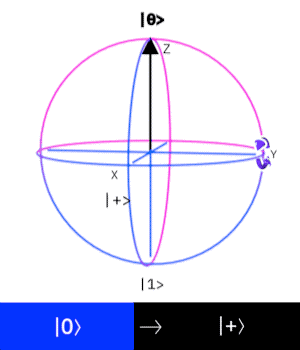 |0>
Z
Y
X
|+>
|1>
|0⟩ → |+⟩